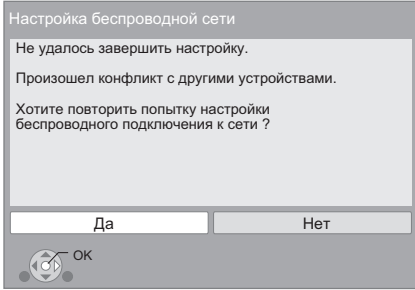 Настройка беспроводной сети
Не удалось завершить настройку.
Произошел конфликт с другими устройствами.
Хотите повторить попытку настройки
беспроводного подключения к сети ?
Да
Нет
OK